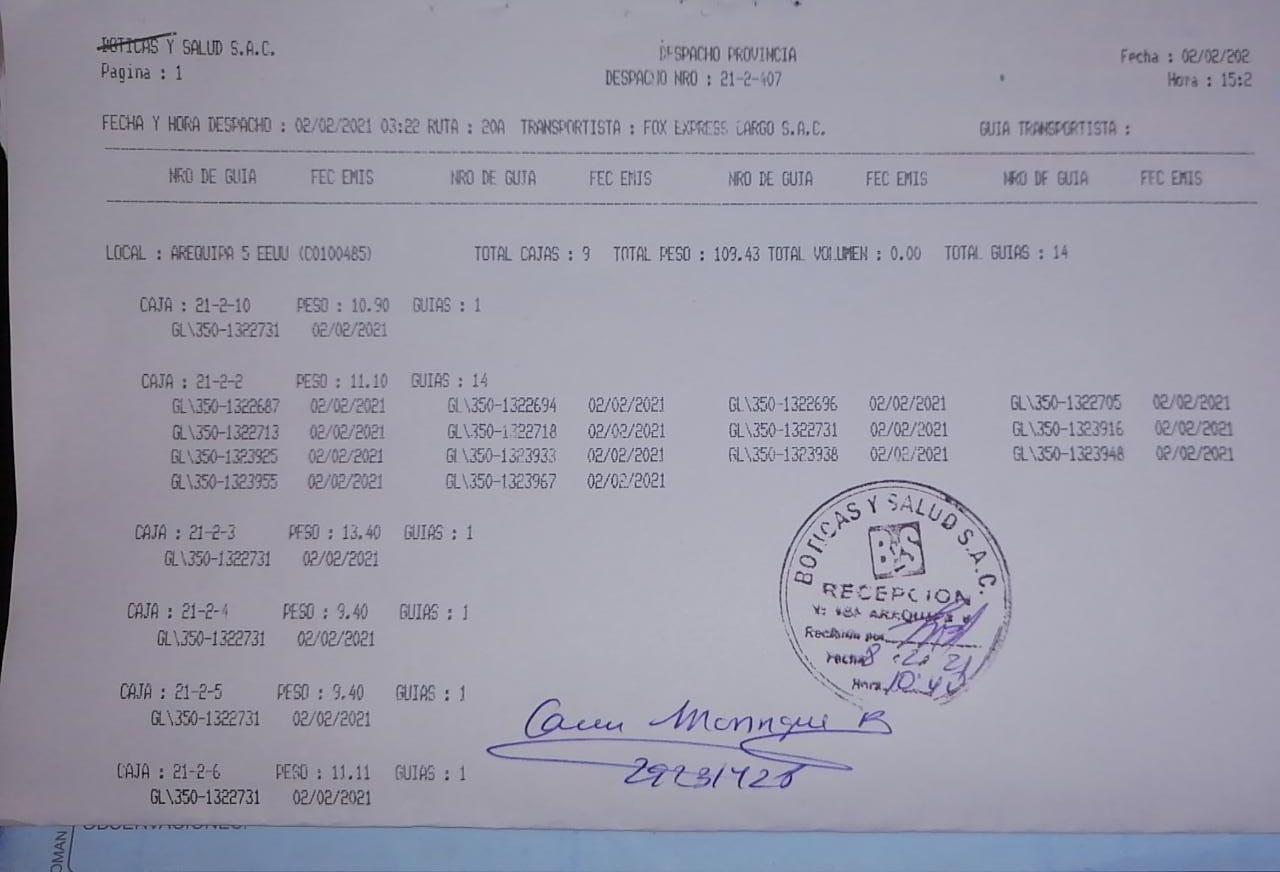 BOTICAS Y SALUD S.A.C. DESPACHO PROVINCIA Fecha : 02/02/202
Pagina : 1 DESPACHO NRO : 21-2-407 Hora : 15:2
FECHA Y HORA DESPACHO : 02/02/2021 03:22 RUTA : 20A TRANSPORTISTA : FOX EXPRESS CARGO S.A.C. GUIA TRANSPORTISTA :
NRO DE GUIA FEC EMIS NRO DE GUIA FEC EMIS NRO DE GUIA FEC EMIS NRO DE GUIA FEC EMIS
LOCAL : AREQUIPA 5 EEUU (C0100485) TOTAL CAJAS : 9 TOTAL PESO : 109.43 TOTAL VOLUMEN : 0.00 TOTAL GUIAS : 14
CAJA : 21-2-10 PESO : 10.90 GUIAS : 1
GL\350-1322731 02/02/2021
CAJA : 21-2-2 PESO : 11.10 GUIAS : 14
GL\350-1322687 02/02/2021 GL\350-1322694 02/02/2021 GL\350-1322696 02/02/2021 GL\350-1322705 02/02/2021
GL\350-1322713 02/02/2021 GL\350-1322718 02/02/2021 GL\350-1322731 02/02/2021 GL\350-1323916 02/02/2021
GL\350-1323925 02/02/2021 GL\350-1323933 02/02/2021 GL\350-1323938 02/02/2021 GL\350-1323948 02/02/2021
GL\350-1323955 02/02/2021 GL\350-1323967 02/02/2021
CAJA : 21-2-3 PESO : 13.40 GUIAS : 1
GL\350-1322731 02/02/2021
CAJA : 21-2-4 PESO : 9.40 GUIAS : 1
GL\350-1322731 02/02/2021
CAJA : 21-2-5 PESO : 9.40 GUIAS : 1
GL\350-1322731 02/02/2021
CAJA : 21-2-6 PESO : 11.11 GUIAS : 1
GL\350-1322731 02/02/2021
BOTICAS Y SALUD S.A.C.
BYS
RECEPCION
AREQUIPA
Recibido por
Fecha 8
Hora 10:45
Manrique B
OBSERVACIONES:
OMAN